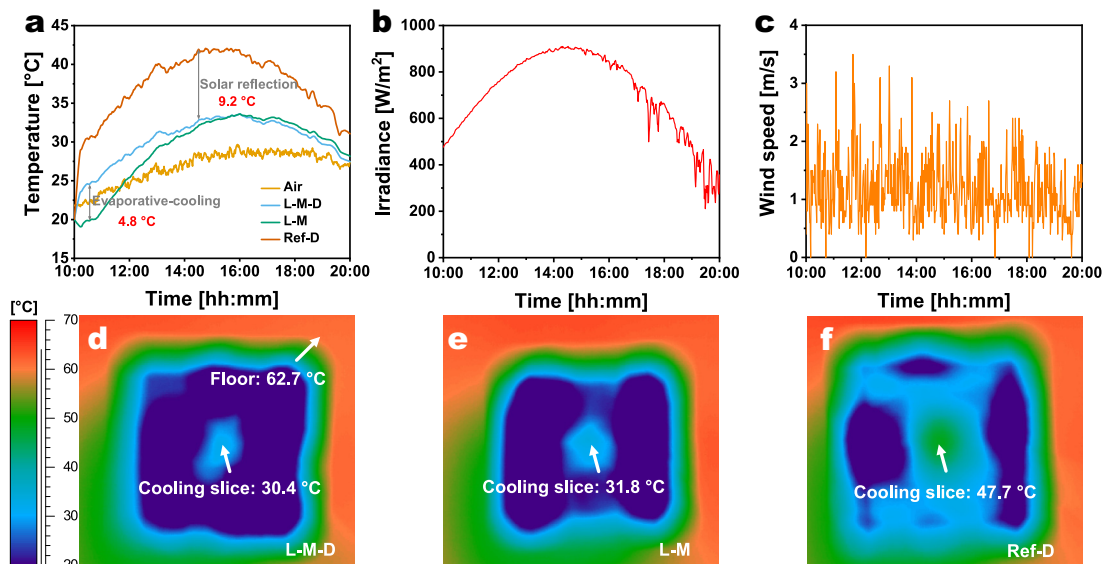 a
Temperature [°C]
45
40
35
30
25
20
15
Solar reflection
9.2 °C
Evaporative-cooling
4.8 °C
Air
L-M-D
L-M
Ref-D
10:00 12:00 14:00 16:00 18:00 20:00
Time [hh:mm]
b
Irradiance [W/m²]
1000
800
600
400
200
0
10:00 12:00 14:00 16:00 18:00 20:00
Time [hh:mm]
c
Wind speed [m/s]
4
3
2
1
0
10:00 12:00 14:00 16:00 18:00 20:00
Time [hh:mm]
[°C]
70
60
50
40
30
20
d
Floor: 62.7 °C
Cooling slice: 30.4 °C
L-M-D
e
Cooling slice: 31.8 °C
L-M
f
Cooling slice: 47.7 °C
Ref-D